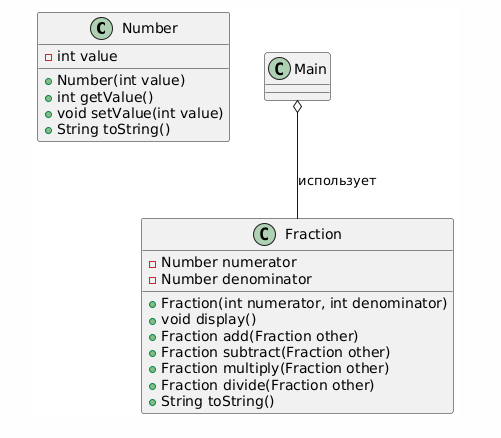 C Number
int value
Number(int value)
int getValue()
void setValue(int value)
String toString()
C Main
использует
C Fraction
Number numerator
Number denominator
Fraction(int numerator, int denominator)
void display()
Fraction add(Fraction other)
Fraction subtract(Fraction other)
Fraction multiply(Fraction other)
Fraction divide(Fraction other)
String toString()